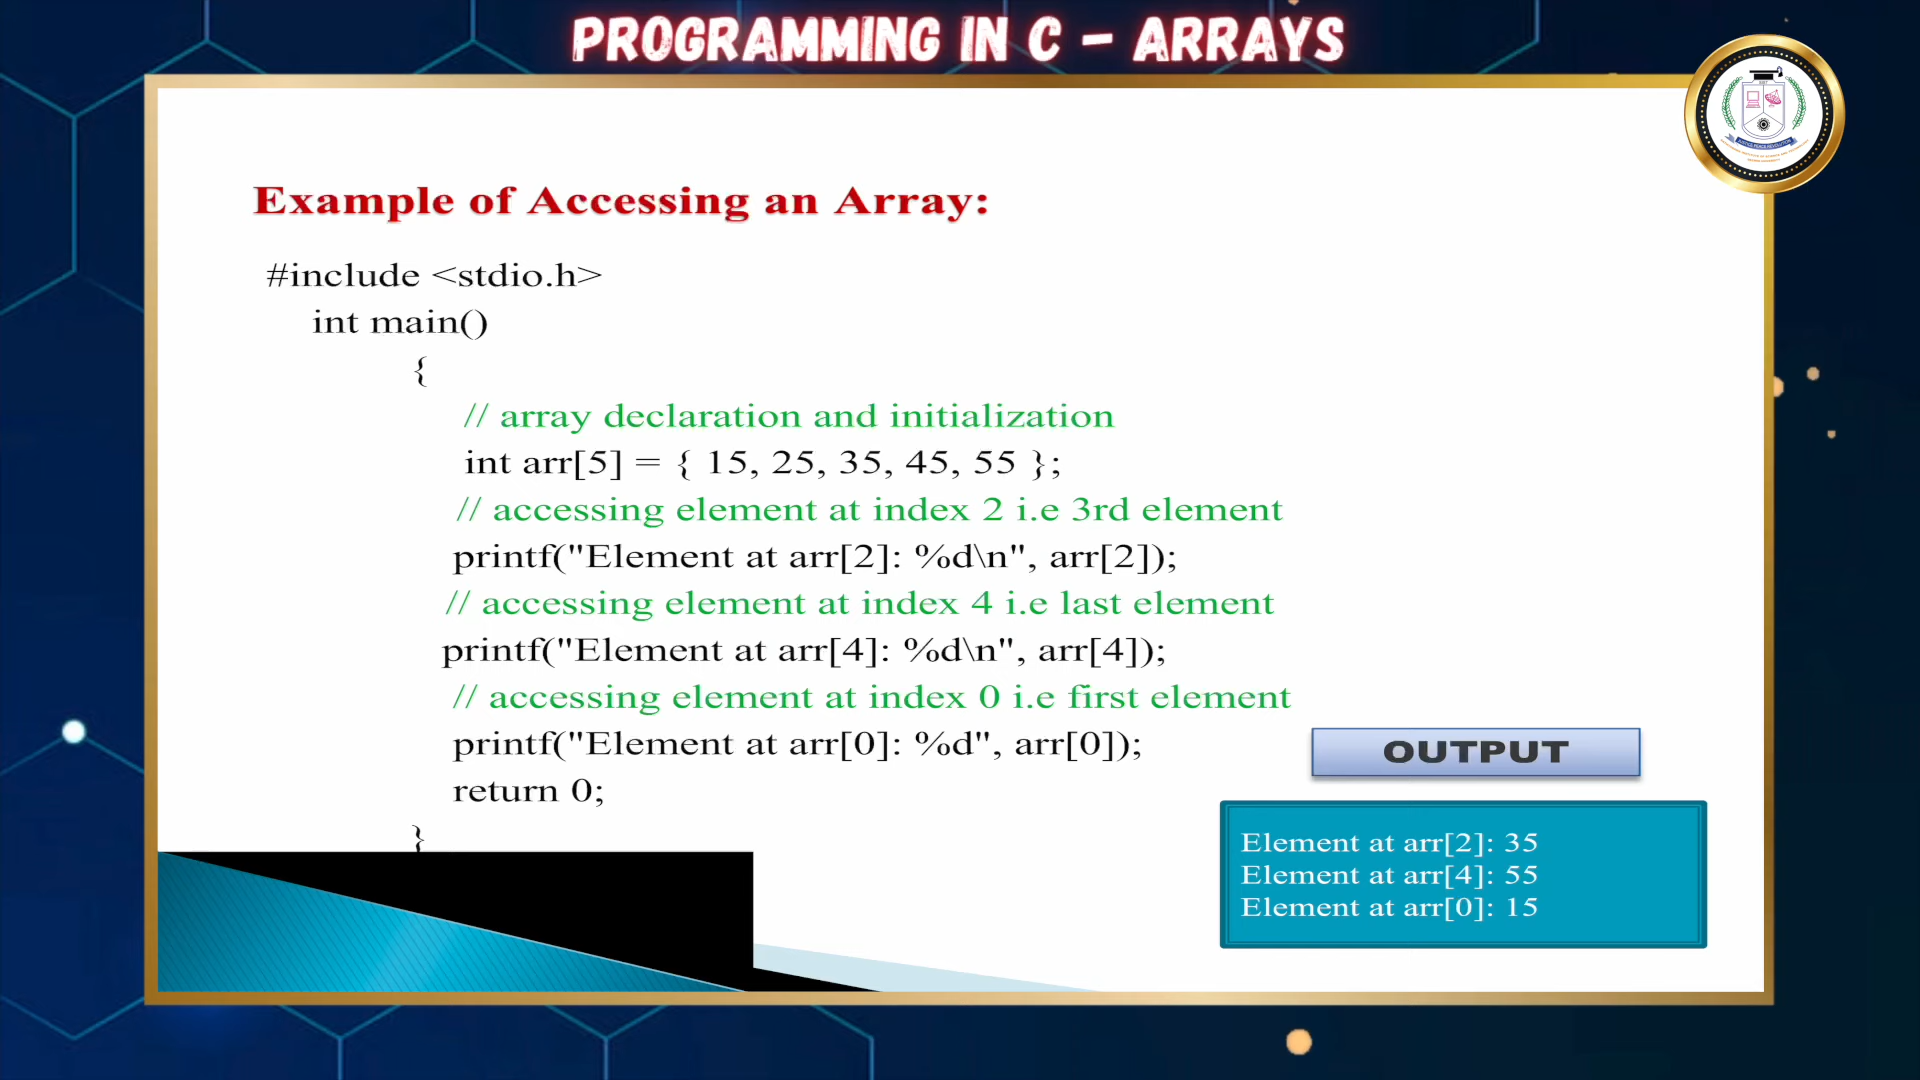 PROGRAMMING IN C – ARRAYS
Example of Accessing an Array:
#include <stdio.h>
int main()
{
// array declaration and initialization
int arr[5] = { 15, 25, 35, 45, 55 };
// accessing element at index 2 i.e 3rd element
printf("Element at arr[2]: %d\n", arr[2]);
// accessing element at index 4 i.e last element
printf("Element at arr[4]: %d\n", arr[4]);
// accessing element at index 0 i.e first element
printf("Element at arr[0]: %d", arr[0]);
return 0;
}
OUTPUT
Element at arr[2]: 35
Element at arr[4]: 55
Element at arr[0]: 15